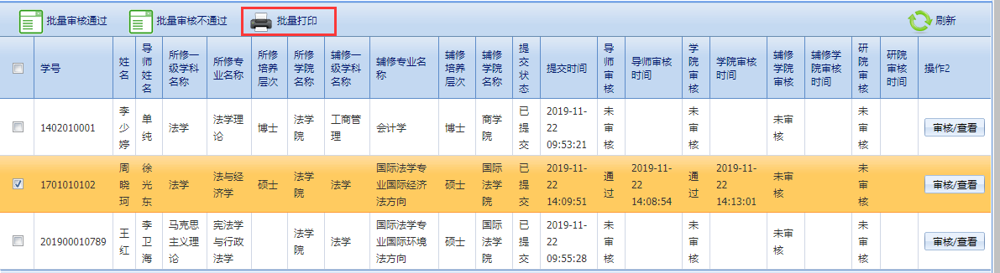 批量审核通过 批量审核不通过 批量打印 刷新
学号 姓名 导师姓名 所修一级学科名称 所修专业名称 所修培养层次 所修学院名称 辅修一级学科名称 辅修专业名称 辅修培养层次 辅修学院名称 提交状态 提交时间 导师审核 导师审核时间 学院审核 学院审核时间 辅修学院审核 辅修学院审核时间 研院审核 研院审核时间 操作2
1402010001 李少婷 单纯 法学 法学理论 博士 法学院 工商管理 会计学 博士 商学院 已提交 2019-11-22 09:53:21 未审核 未审核 未审核 未审核 审核/查看
1701010102 周晓珂 徐光东 法学 法与经济学 硕士 法学院 法学 国际法学专业国际经济法方向 硕士 国际法学院 已提交 2019-11-22 14:09:51 通过 2019-11-22 14:08:54 通过 2019-11-22 14:13:01 未审核 未审核 审核/查看
201900010789 王红 李卫海 马克思主义理论 宪法学与行政法学 法学院 法学 国际法学专业国际环境法方向 硕士 国际法学院 已提交 2019-11-22 09:55:28 未审核 未审核 未审核 未审核 审核/查看